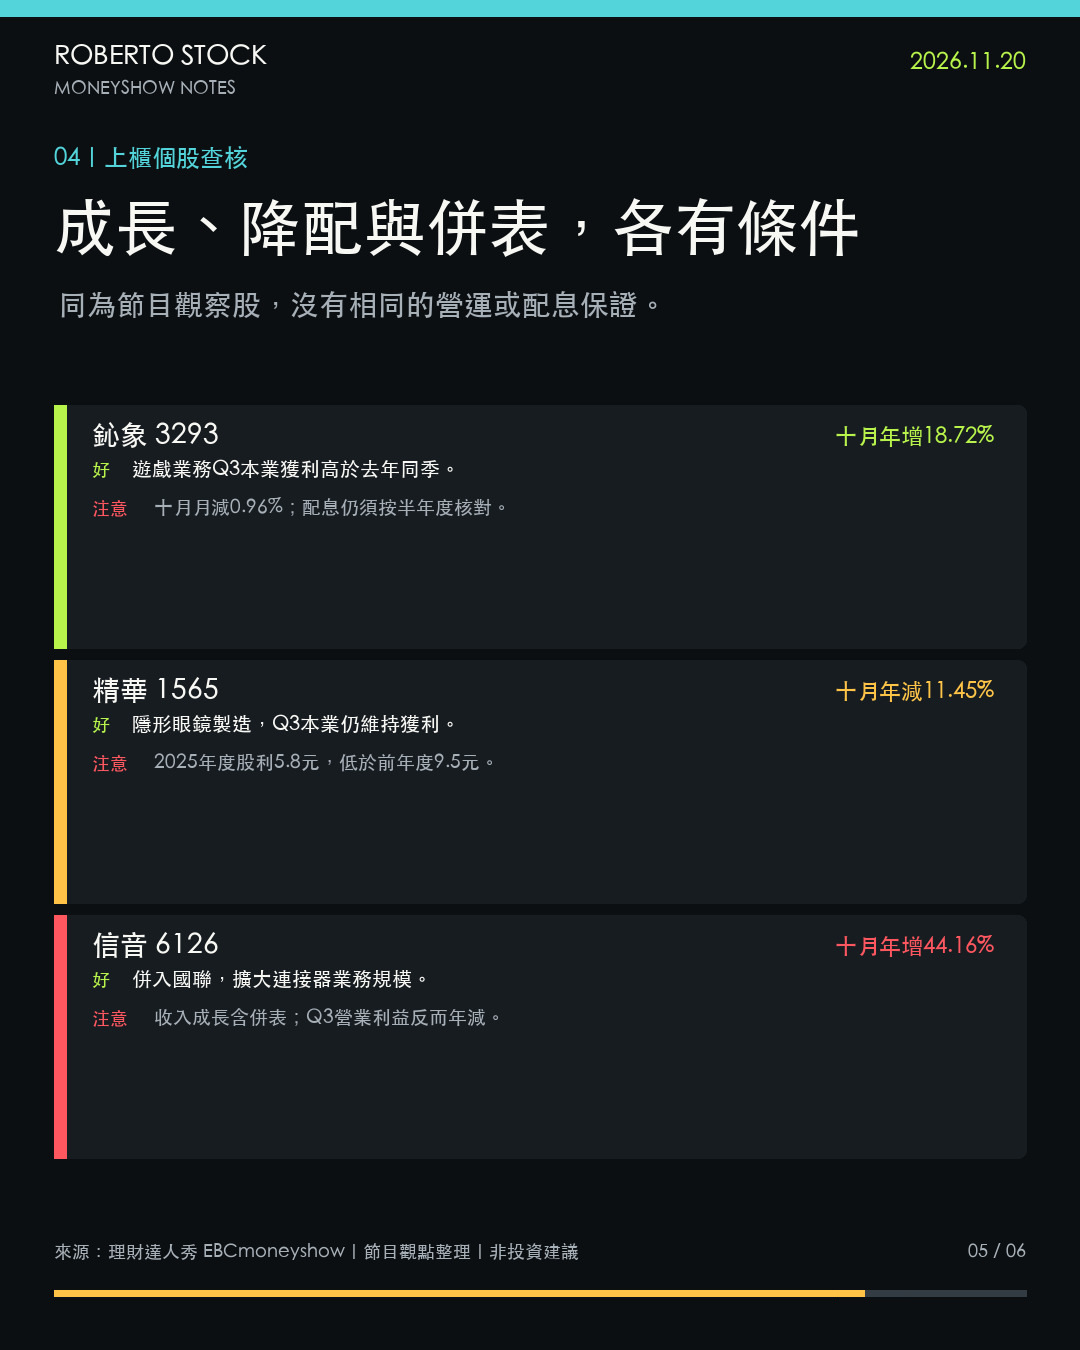 ROBERTO STOCK
MONEYSHOW NOTES
2026.11.20
04｜上櫃個股查核
成長、降配與併表，各有條件
同為節目觀察股，沒有相同的營運或配息保證。
鈊象 3293
十月年增18.72%
好 遊戲業務Q3本業獲利高於去年同季。
注意 十月月減0.96%；配息仍須按半年度核對。
精華 1565
十月年減11.45%
好 隱形眼鏡製造，Q3本業仍維持獲利。
注意 2025年度股利5.8元，低於前年度9.5元。
信音 6126
十月年增44.16%
好 併入國聯，擴大連接器業務規模。
注意 收入成長含併表；Q3營業利益反而年減。
來源：理財達人秀 EBCmoneyshow｜節目觀點整理｜非投資建議
05 / 06